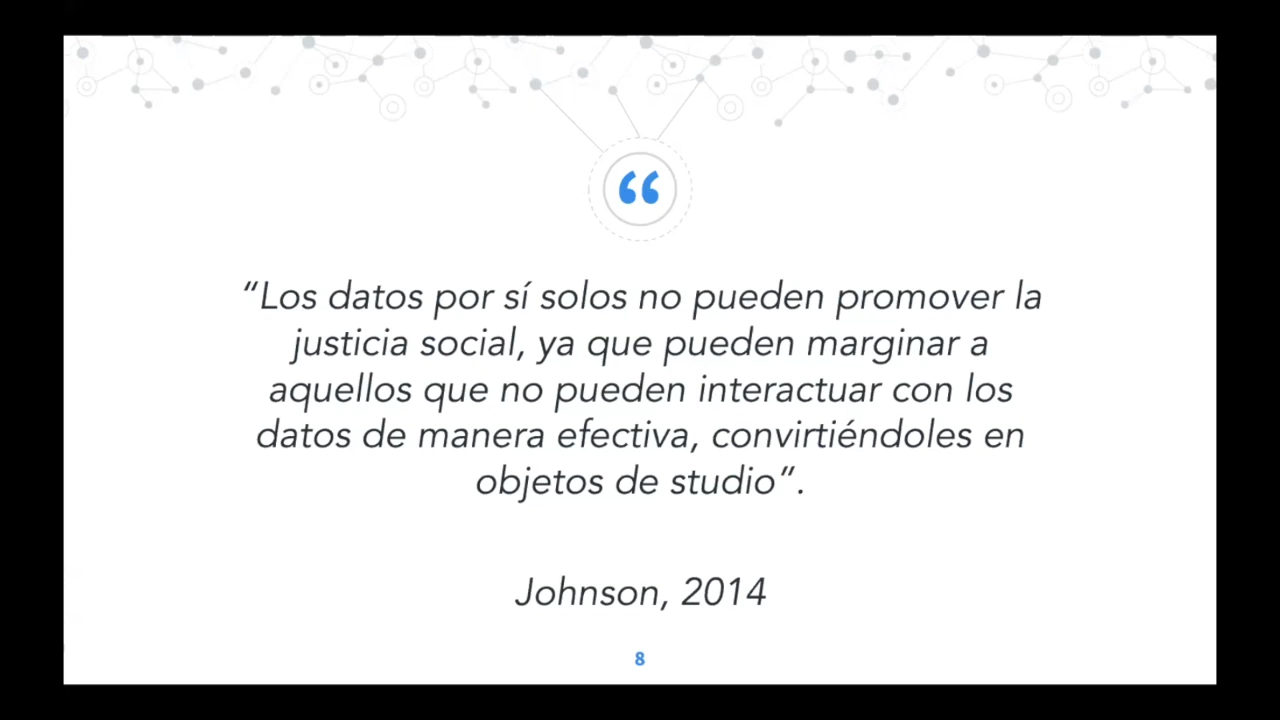 “
“Los datos por sí solos no pueden promover la
justicia social, ya que pueden marginar a
aquellos que no pueden interactuar con los
datos de manera efectiva, convirtiéndoles en
objetos de studio”.
Johnson, 2014
8